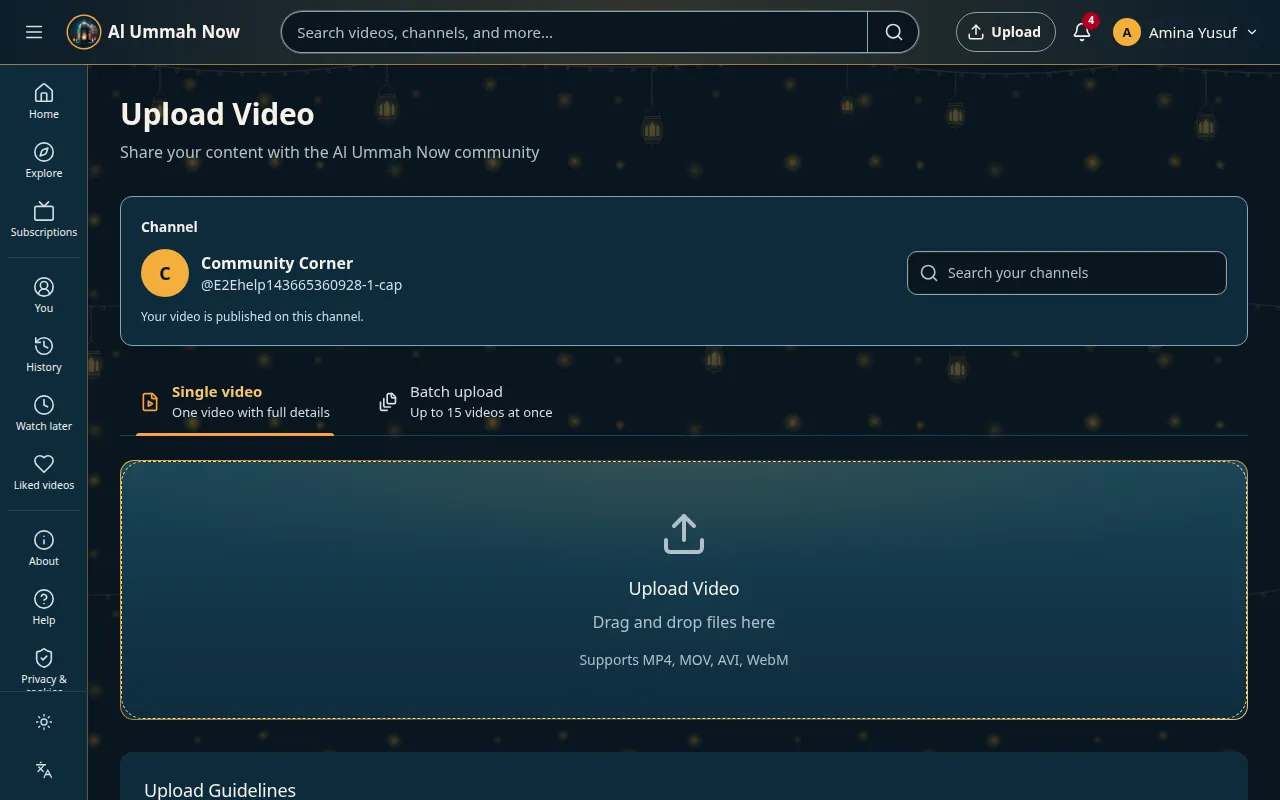 Al Ummah Now
Search videos, channels, and more...
Upload
4
A
Amina Yusuf
Home
Explore
Subscriptions
You
History
Watch later
Liked videos
About
Help
Privacy &
cookies
Upload Video
Share your content with the Al Ummah Now community
Channel
C
Community Corner
@E2Ehelp143665360928-1-cap
Search your channels
Your video is published on this channel.
Single video
One video with full details
Batch upload
Up to 15 videos at once
Upload Video
Drag and drop files here
Supports MP4, MOV, AVI, WebM
Upload Guidelines